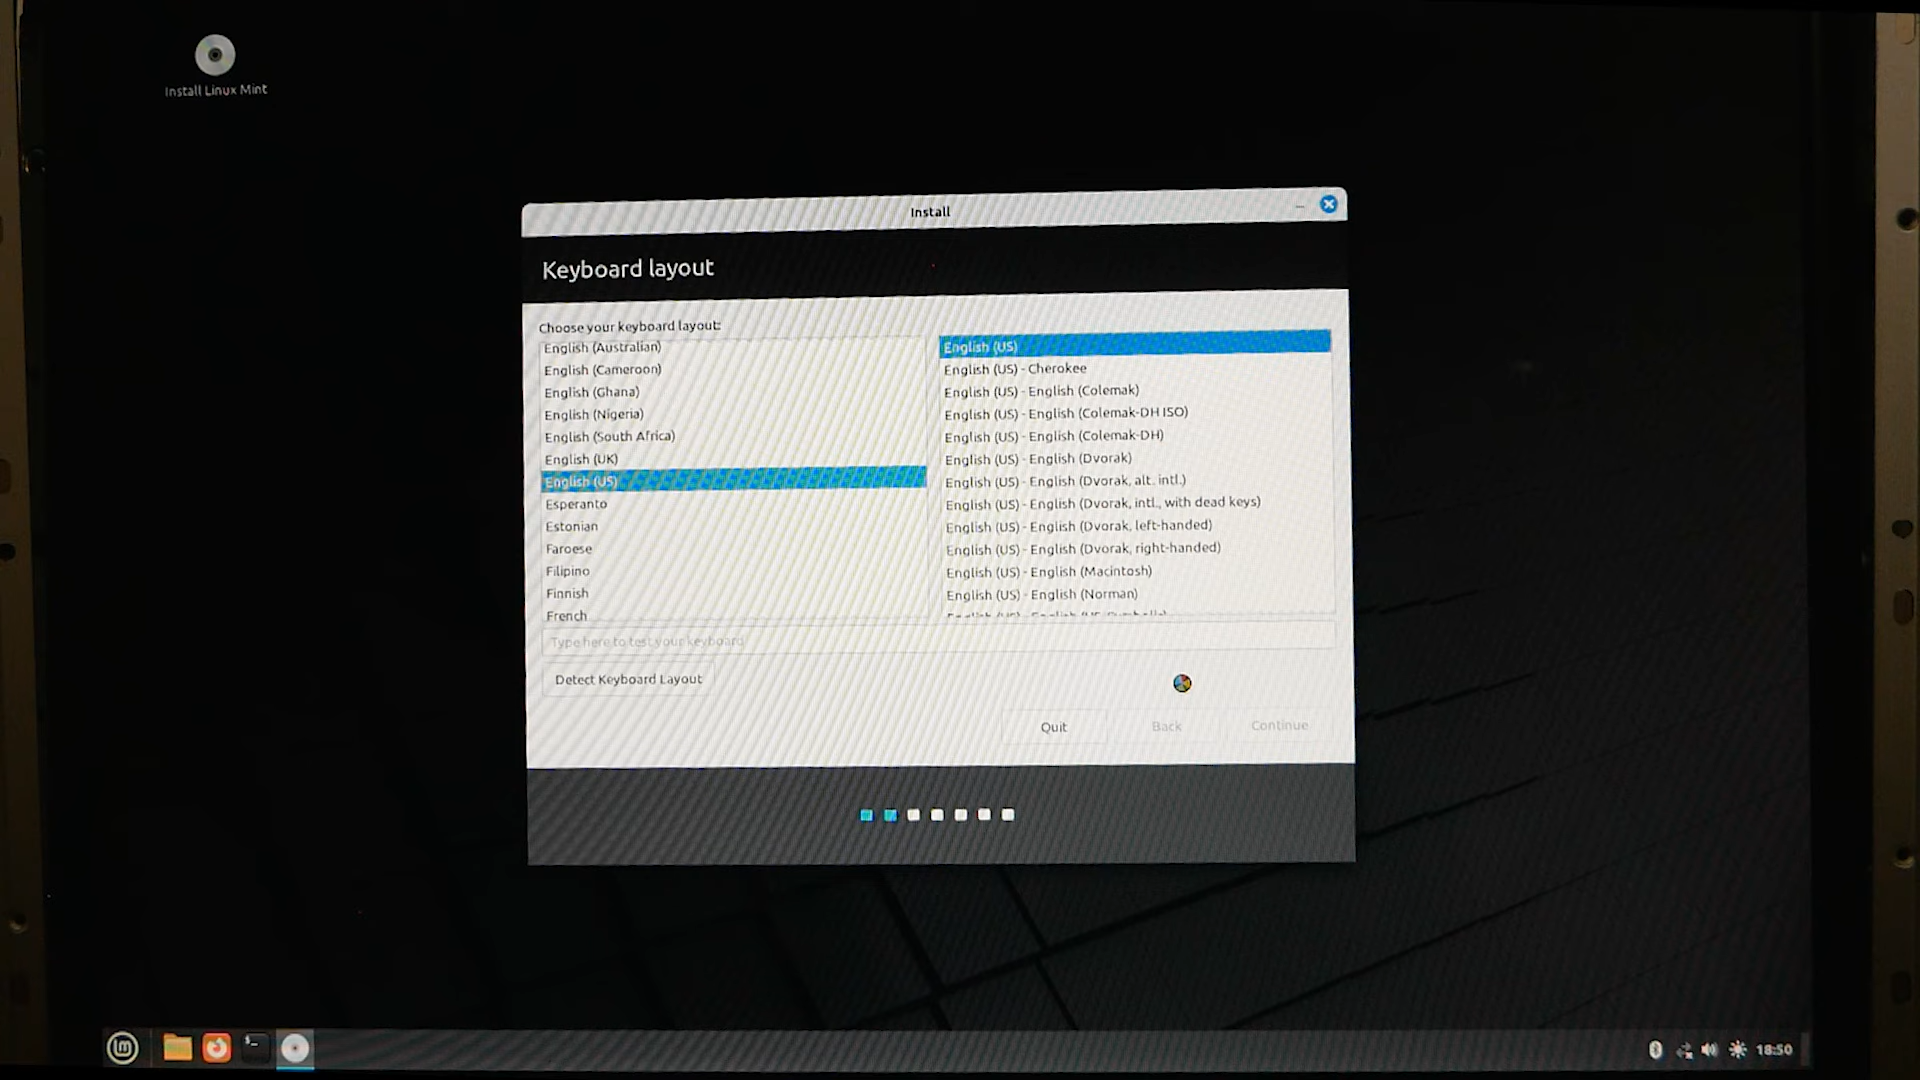 Install Linux Mint
Install
Keyboard layout
Choose your keyboard layout:
English (Australian)
English (Cameroon)
English (Ghana)
English (Nigeria)
English (South Africa)
English (UK)
English (US)
Esperanto
Estonian
Faroese
Filipino
Finnish
French
English (US)
English (US) - Cherokee
English (US) - English (Colemak)
English (US) - English (Colemak-DH ISO)
English (US) - English (Colemak-DH)
English (US) - English (Dvorak)
English (US) - English (Dvorak, alt. intl.)
English (US) - English (Dvorak, intl., with dead keys)
English (US) - English (Dvorak, left-handed)
English (US) - English (Dvorak, right-handed)
English (US) - English (Macintosh)
English (US) - English (Norman)
Type here to test your keyboard
Detect Keyboard Layout
Quit
Back
Continue
18:50